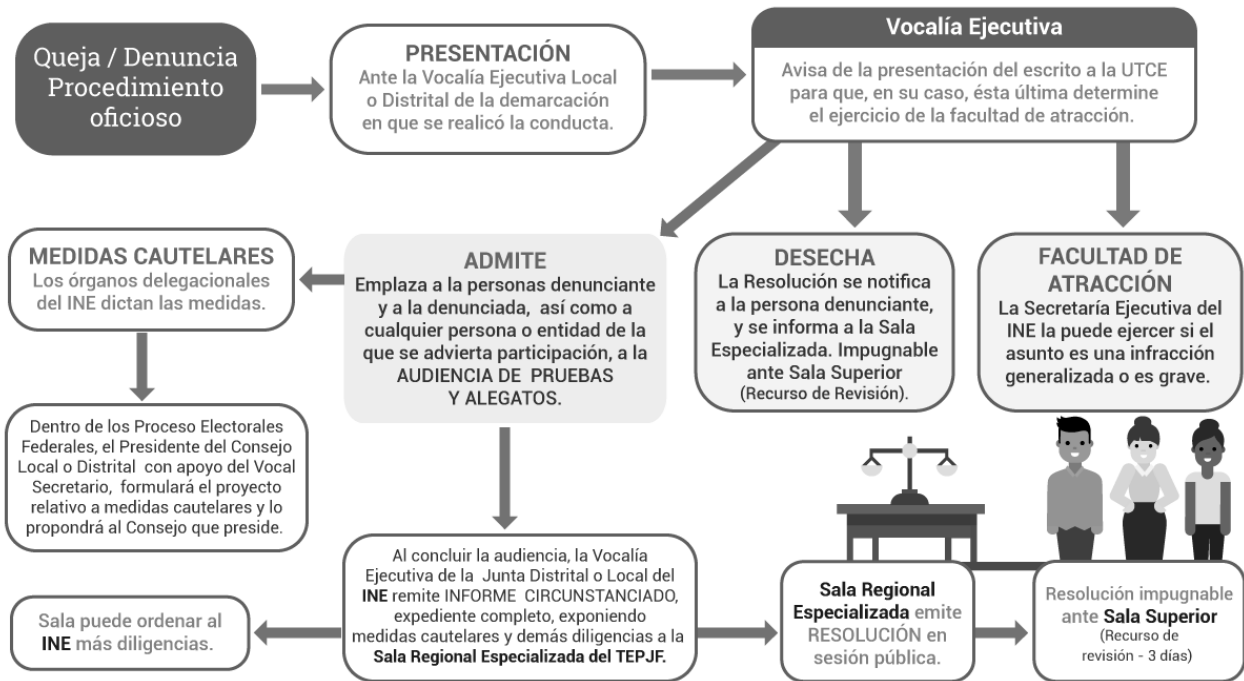 Queja / Denuncia
Procedimiento
oficioso
PRESENTACIÓN
Ante la Vocalía Ejecutiva Local
o Distrital de la demarcación
en que se realicó la conducta.
Vocalía Ejecutiva
Avisa de la presentación del escrito a la UTCE
para que, en su caso, ésta última determine
el ejercicio de la facultad de atracción.
MEDIDAS CAUTELARES
Los órganos delegacionales
del INE dictan las medidas.
ADMITE
Emplaza a la personas denunciante
y a la denunciada, así como a
cualquier persona o entidad de la
que se advierta participación, a la
AUDIENCIA DE PRUEBAS
Y ALEGATOS.
DESECHA
La Resolución se notifica
a la persona denunciante,
y se informa a la Sala
Especializada. Impugnable
ante Sala Superior
(Recurso de Revisión).
FACULTAD DE
ATRACCIÓN
La Secretaría Ejecutiva del
INE la puede ejercer si el
asunto es una infracción
generalizada o es grave.
Dentro de los Proceso Electorales
Federales, el Presidente del Consejo
Local o Distrital con apoyo del Vocal
Secretario, formulará el proyecto
relativo a medidas cautelares y lo
propondrá al Consejo que preside.
Sala puede ordenar al
INE más diligencias.
Al concluir la audiencia, la Vocalía
Ejecutiva de la Junta Distrital o Local del
INE remite INFORME CIRCUNSTANCIADO,
expediente completo, exponiendo
medidas cautelares y demás diligencias a la
Sala Regional Especializada del TEPJF.
Sala Regional
Especializada emite
RESOLUCIÓN en
sesión pública.
Resolución impugnable
ante Sala Superior
(Recurso de
revisión - 3 días)